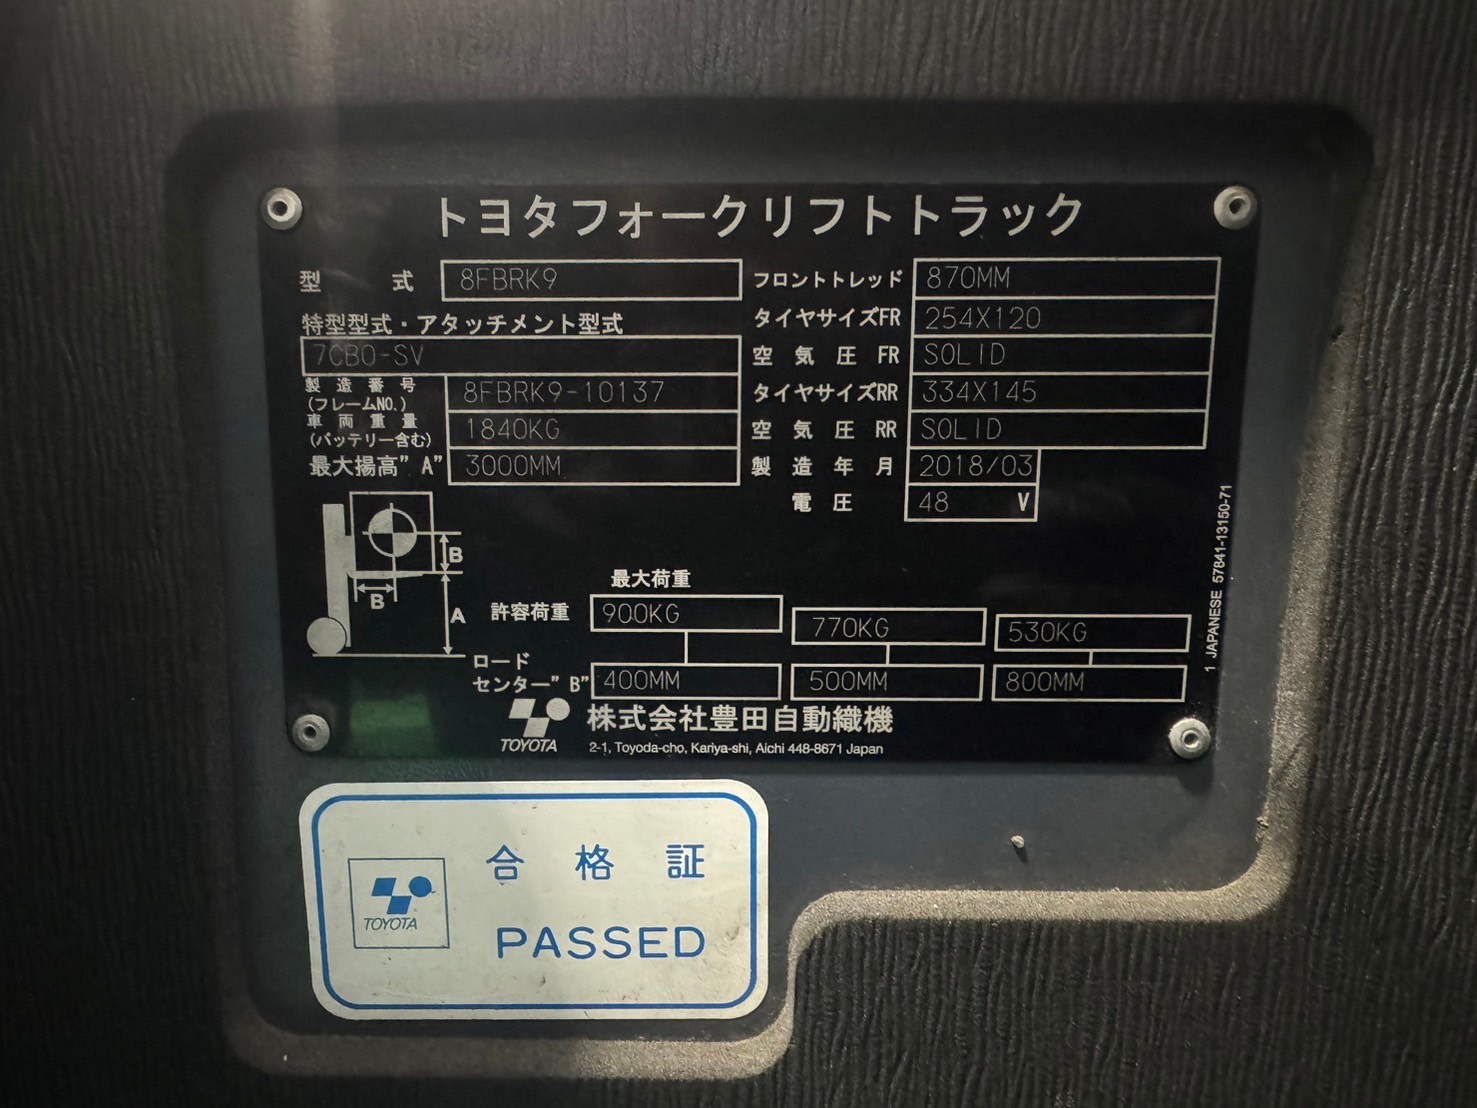 トヨタフォークリフトトラック
型 式 8FBRK9
特型型式・アタッチメント型式
7CB0-SV
製造番号 (フレームNO.) 8FBRK9-10137
車両重量 (バッテリー含む) 1840KG
最大揚高"A" 3000MM
フロントトレッド 870MM
タイヤサイズFR 254X120
空気圧 FR SOLID
タイヤサイズRR 334X145
空気圧 RR SOLID
製造年月 2018/03
電圧 48 V
B
B
A
最大荷重
許容荷重 900KG 770KG 530KG
ロード
センター"B" 400MM 500MM 800MM
TOYOTA 株式会社豊田自動織機
2-1, Toyoda-cho, Kariya-shi, Aichi 448-8671 Japan
1 JAPANESE 57841-13150-71
合格証
TOYOTA
PASSED